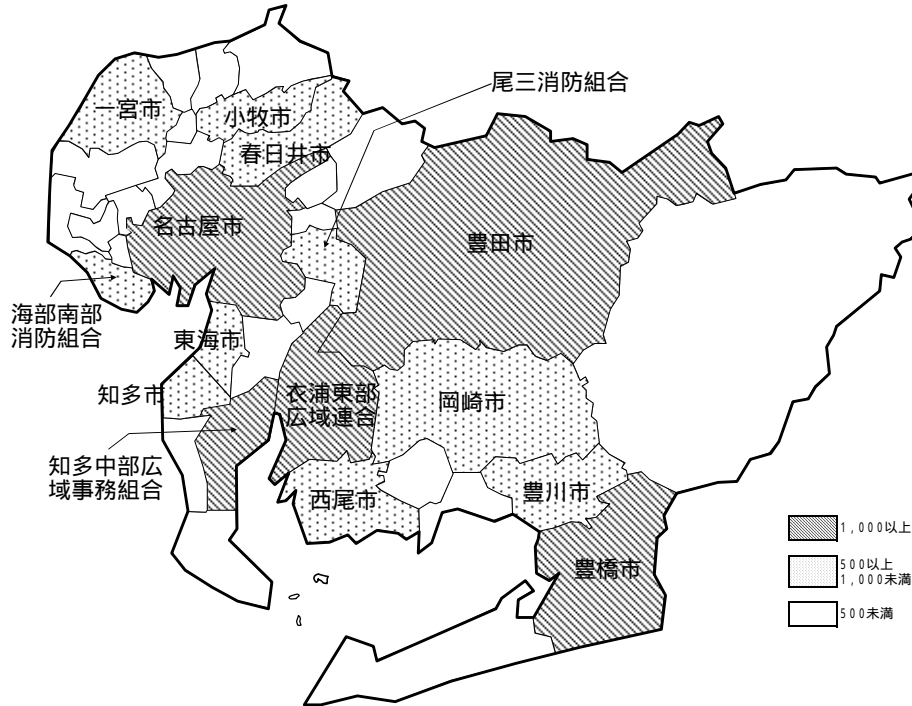 尾三消防組合
一宮市
小牧市
春日井市
名古屋市
豊田市
海部南部
消防組合
東海市
知多市
衣浦東部
広域連合
岡崎市
知多中部広
域事務組合
西尾市
豊川市
豊橋市
1,000以上
500以上
1,000未満
500未満